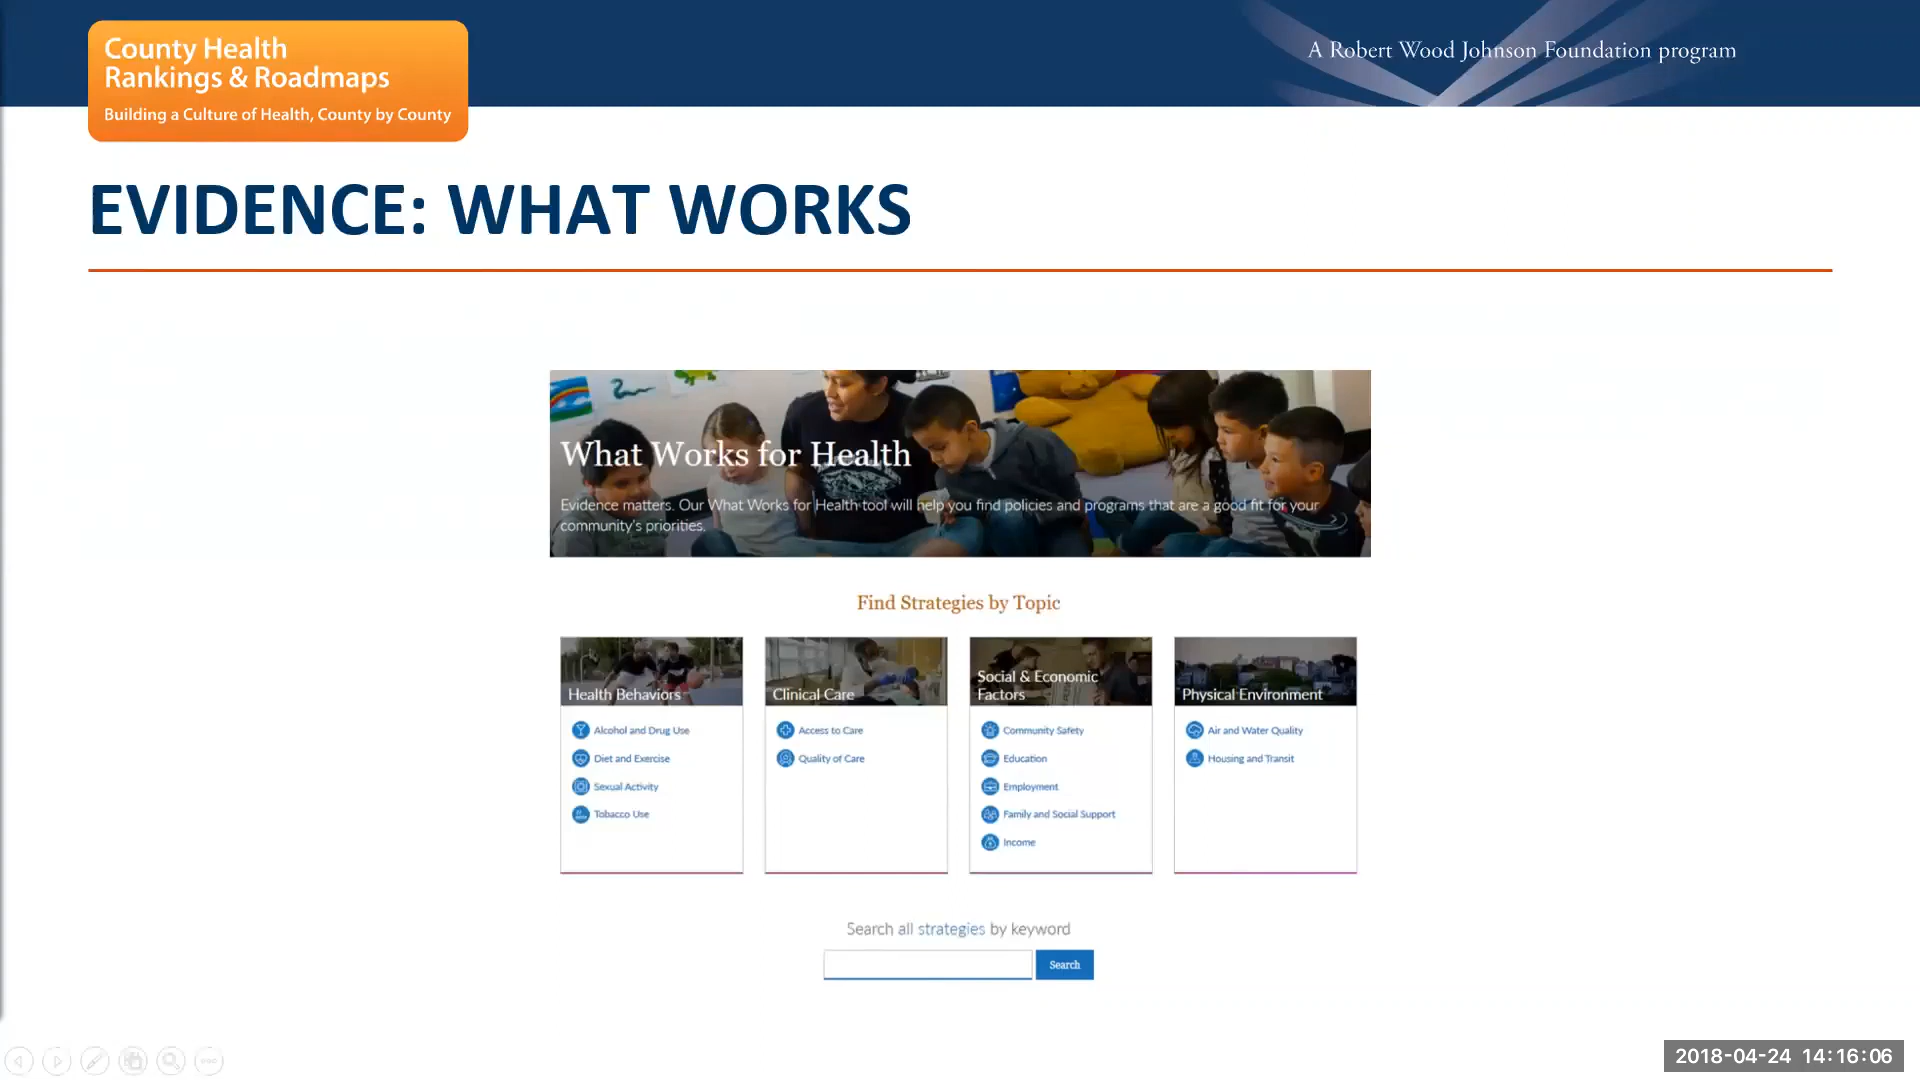 County Health
Rankings & Roadmaps
Building a Culture of Health, County by County
A Robert Wood Johnson Foundation program
EVIDENCE: WHAT WORKS
What Works for Health
Evidence matters. Our What Works for Health tool will help you find policies and programs that are a good fit for your
community's priorities.
Find Strategies by Topic
Health Behaviors
Alcohol and Drug Use
Diet and Exercise
Sexual Activity
Tobacco Use
Clinical Care
Access to Care
Quality of Care
Social & Economic
Factors
Community Safety
Education
Employment
Family and Social Support
Income
Physical Environment
Air and Water Quality
Housing and Transit
Search all strategies by keyword
Search
2018-04-24 14:16:06